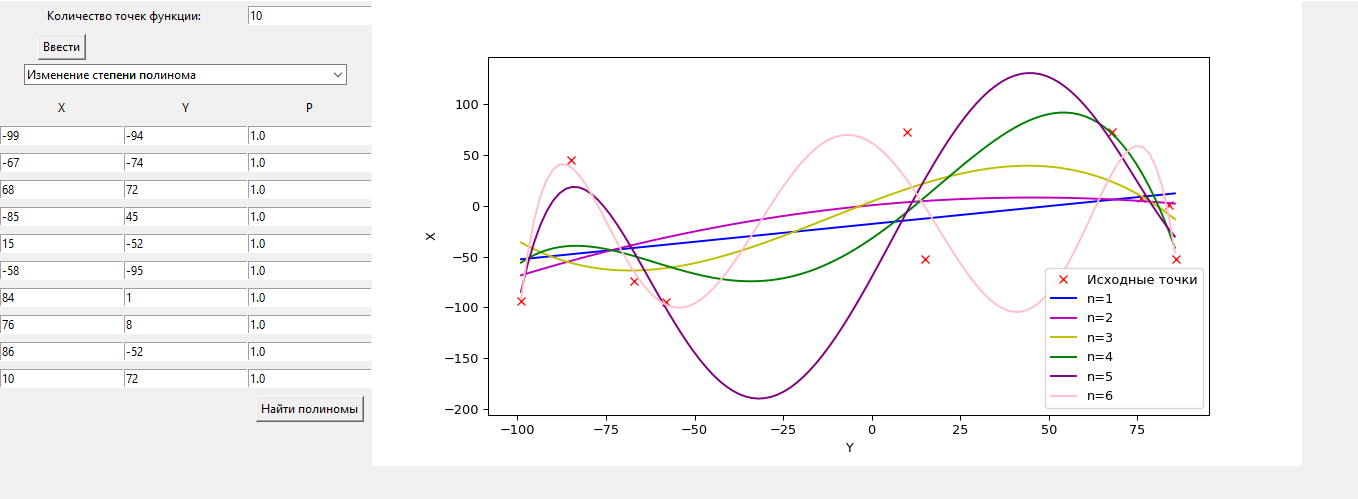 Количество точек функции: 10
Ввести
Изменение степени полинома
X Y P
-99 -94 1.0
-67 -74 1.0
68 72 1.0
-85 45 1.0
15 -52 1.0
-58 -95 1.0
84 1 1.0
76 8 1.0
86 -52 1.0
10 72 1.0
Найти полиномы
100
50
0
−50
−100
−150
−200
X
−100 −75 −50 −25 0 25 50 75
Y
Исходные точки
n=1
n=2
n=3
n=4
n=5
n=6